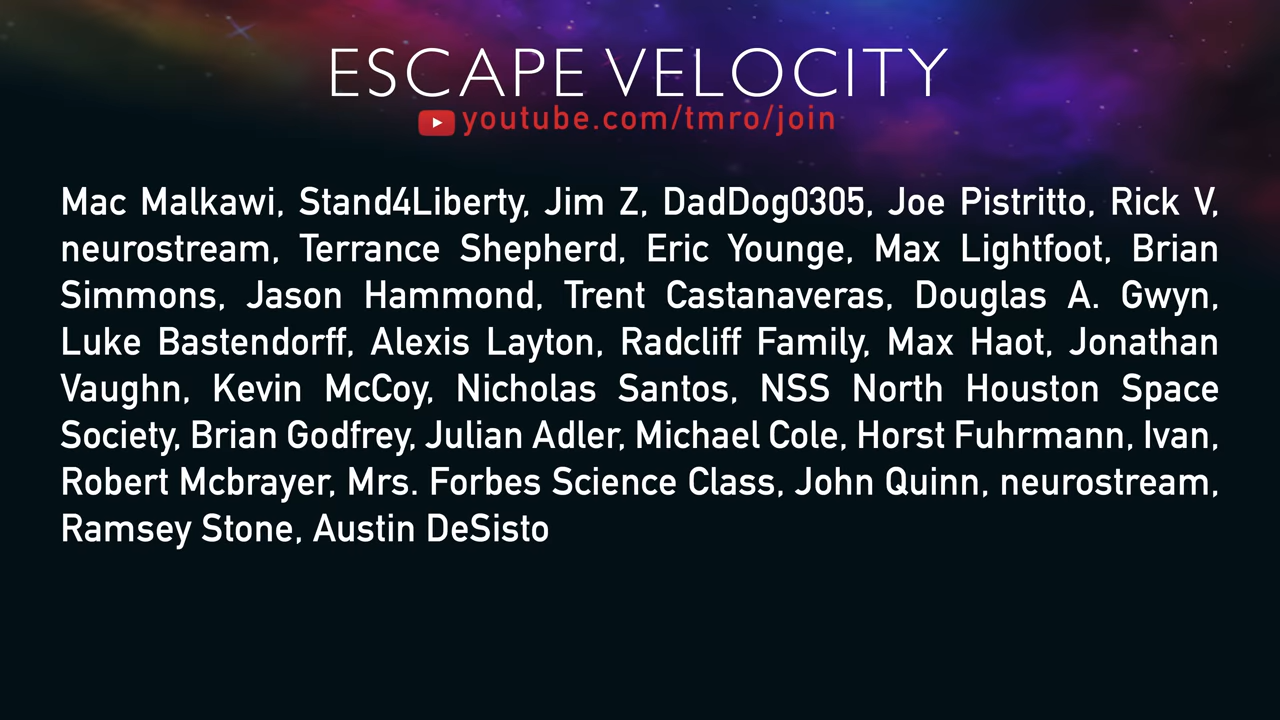 ESCAPE VELOCITY
youtube.com/tmro/join
Mac Malkawi, Stand4Liberty, Jim Z, DadDog0305, Joe Pistritto, Rick V,
neurostream, Terrance Shepherd, Eric Younge, Max Lightfoot, Brian
Simmons, Jason Hammond, Trent Castanaveras, Douglas A. Gwyn,
Luke Bastendorff, Alexis Layton, Radcliff Family, Max Haot, Jonathan
Vaughn, Kevin McCoy, Nicholas Santos, NSS North Houston Space
Society, Brian Godfrey, Julian Adler, Michael Cole, Horst Fuhrmann, Ivan,
Robert Mcbrayer, Mrs. Forbes Science Class, John Quinn, neurostream,
Ramsey Stone, Austin DeSisto